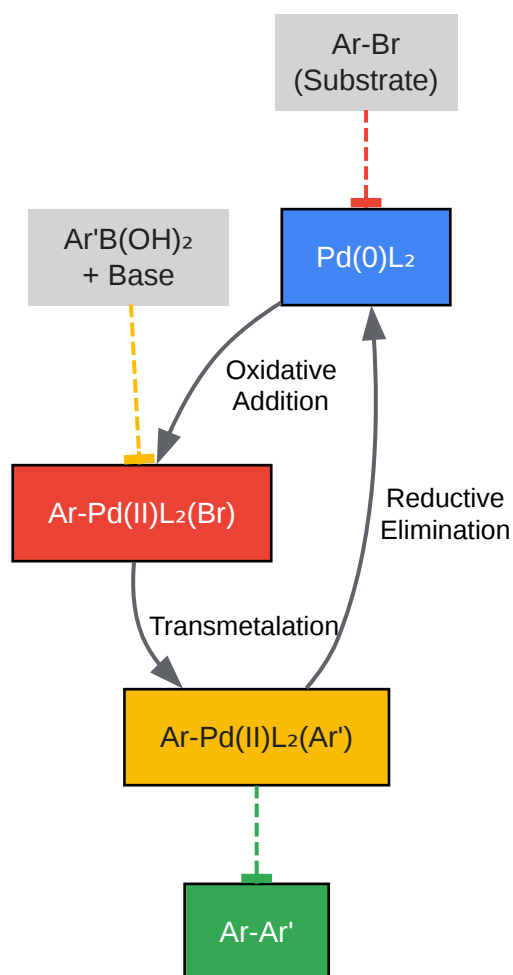 Ar-Br
(Substrate)
Ar'B(OH)₂
+ Base
Pd(0)L₂
Oxidative
Addition
Ar-Pd(II)L₂(Br)
Reductive
Elimination
Transmetalation
Ar-Pd(II)L₂(Ar')
Ar-Ar'